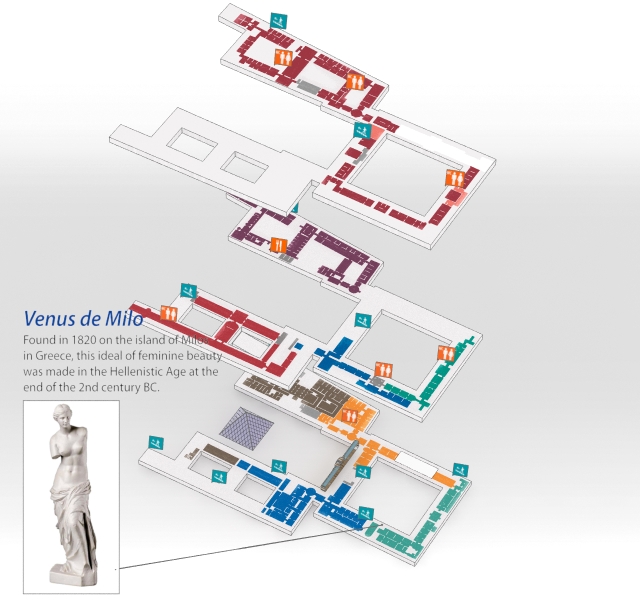 Venus de Milo
Found in 1820 on the island of Milos
in Greece, this ideal of feminine beauty
was made in the Hellenistic Age at the
end of the 2nd century BC.